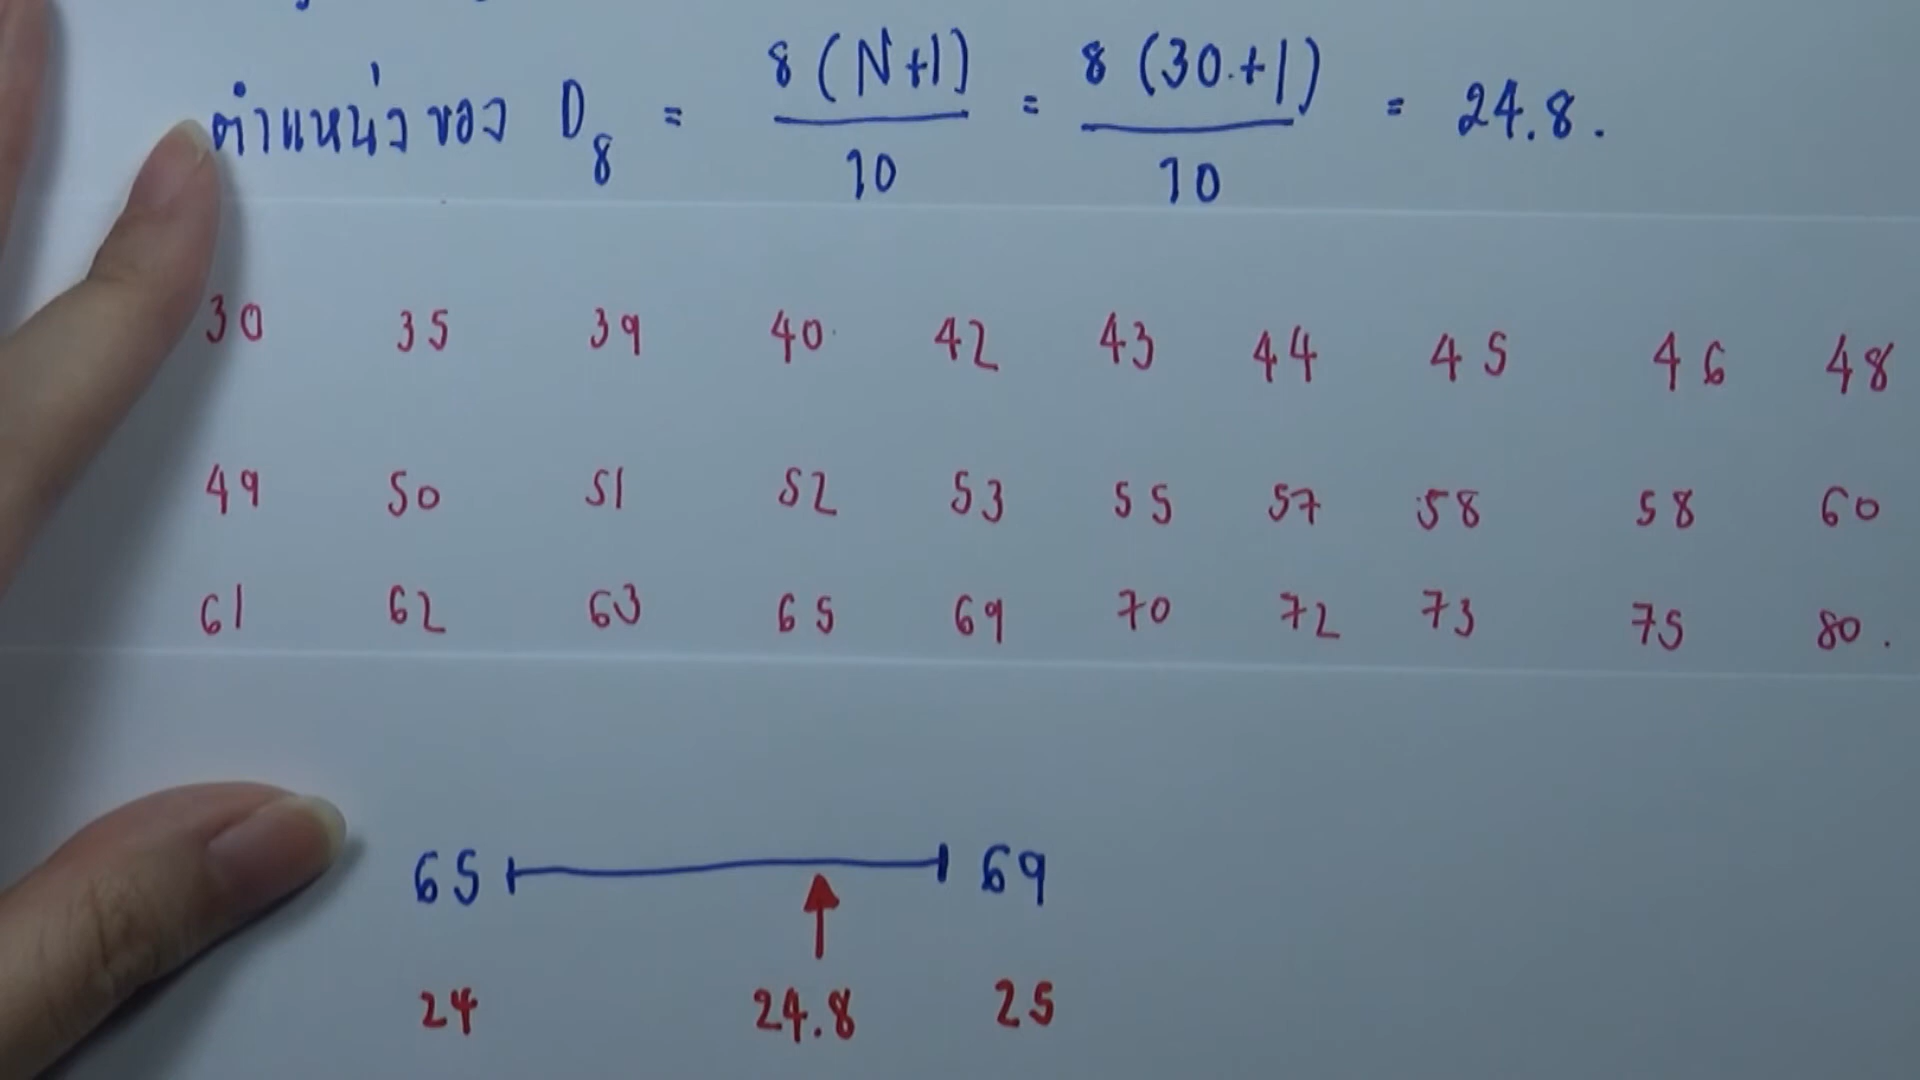 ตำแหน่งของ D₈ = 8(N+1)/10 = 8(30.+1)/10 = 24.8.
30 35 39 40 42 43 44 45 46 48
49 50 51 52 53 55 57 58 58 60
61 62 63 65 69 70 72 73 75 80.
65 69
24 24.8 25